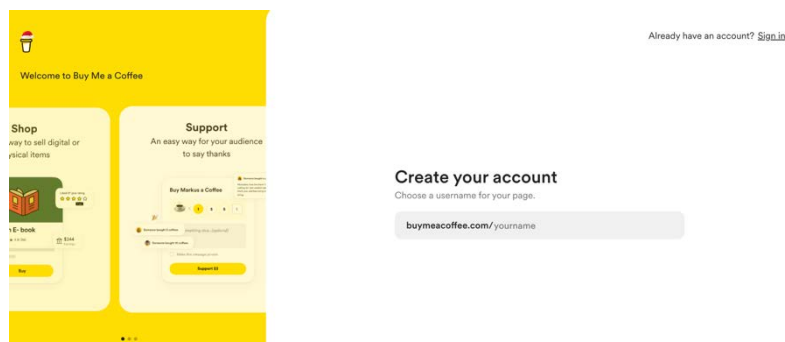 Already have an account? Sign in
Welcome to Buy Me a Coffee
Shop
way to sell digital or
ysical items
E-book
$144
Buy
Support
An easy way for your audience
to say thanks
Buy Markus a Coffee
Support
Create your account
Choose a username for your page.
buymeacoffee.com/yourname